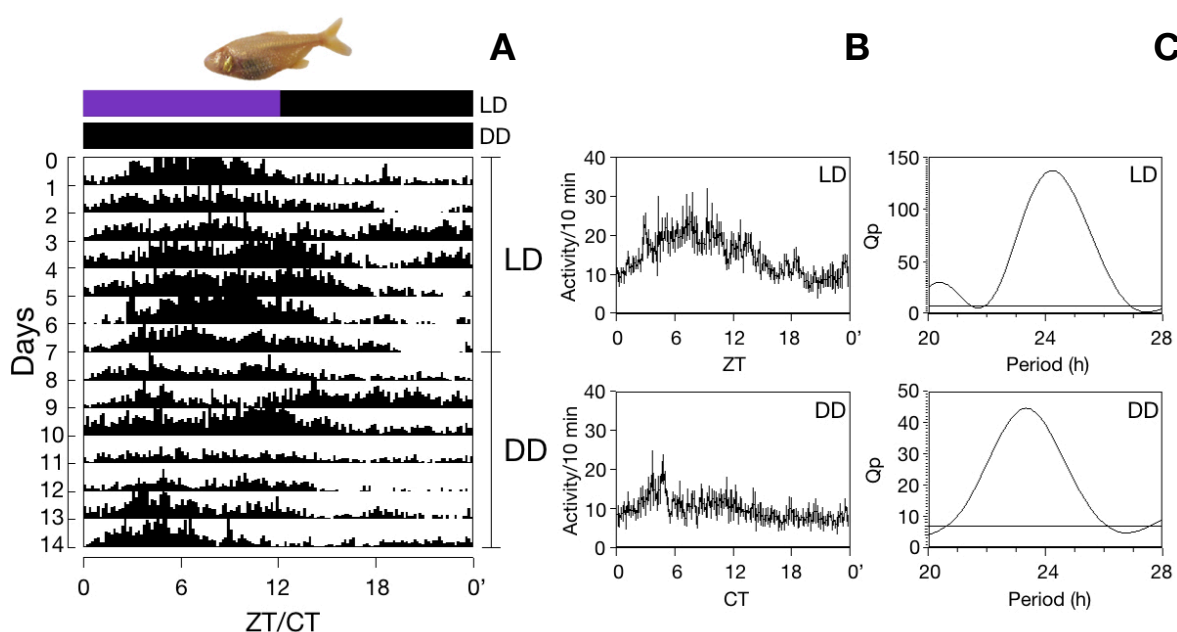 A
B
C
LD
DD
Days
0
1
2
3
4
5
6
7
8
9
10
11
12
13
14
LD
DD
0 6 12 18 0'
ZT/CT
Activity/10 min
40
30
20
10
0
LD
0 6 12 18 0'
ZT
Qp
150
100
50
0
LD
20 24 28
Period (h)
Activity/10 min
40
30
20
10
0
DD
0 6 12 18 0'
CT
Qp
50
40
30
20
10
0
DD
20 24 28
Period (h)